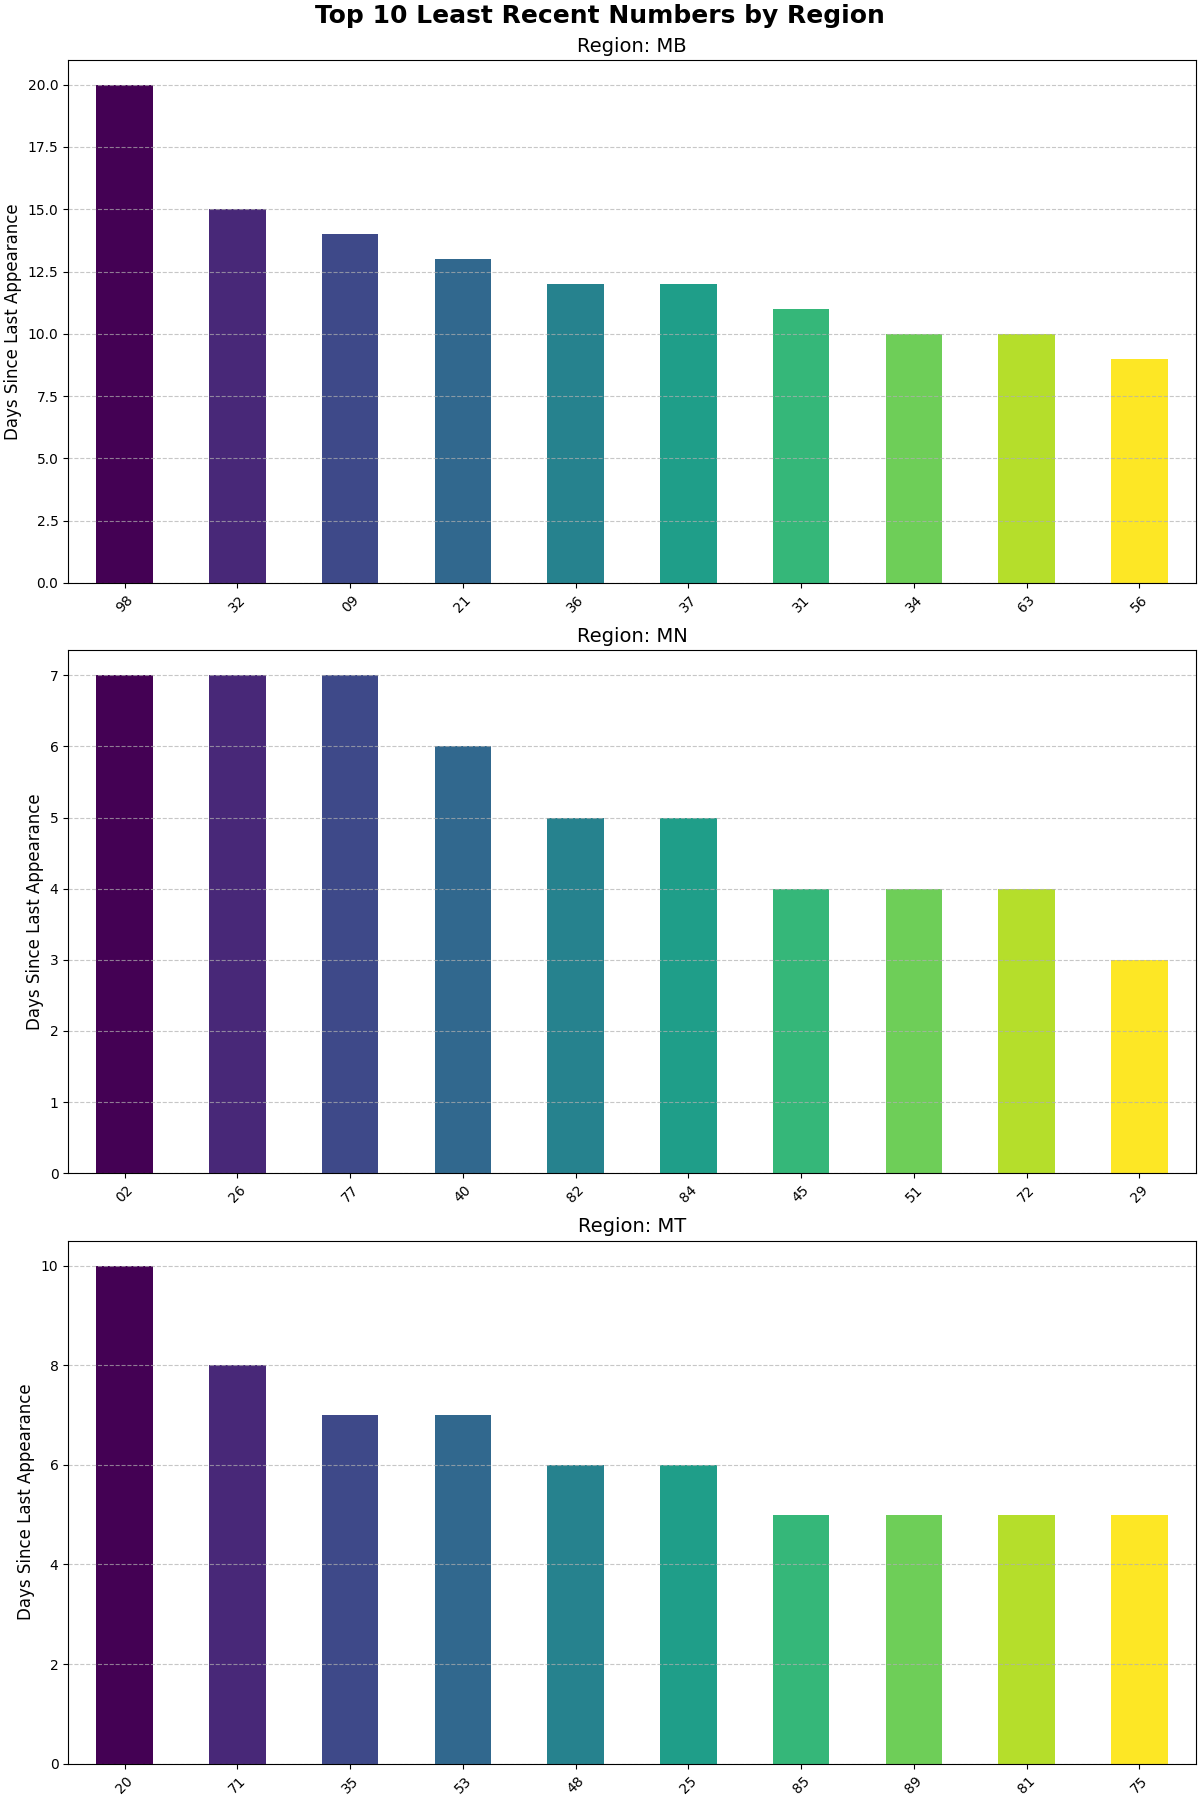 Top 10 Least Recent Numbers by Region
Region: MB
Days Since Last Appearance
20.0
17.5
15.0
12.5
10.0
7.5
5.0
2.5
0.0
98 32 09 21 36 37 31 34 63 56
Region: MN
Days Since Last Appearance
7
6
5
4
3
2
1
0
02 26 77 40 82 84 45 51 72 29
Region: MT
Days Since Last Appearance
10
8
6
4
2
0
20 71 35 53 48 25 85 89 81 75